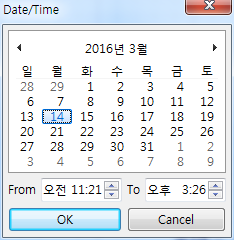 Date/Time
2016년 3월
일 월 화 수 목 금 토
28 29 1 2 3 4 5
6 7 8 9 10 11 12
13 14 15 16 17 18 19
20 21 22 23 24 25 26
27 28 29 30 31 1 2
3 4 5 6 7 8 9
From 오전 11:21 To 오후 3:26
OK Cancel